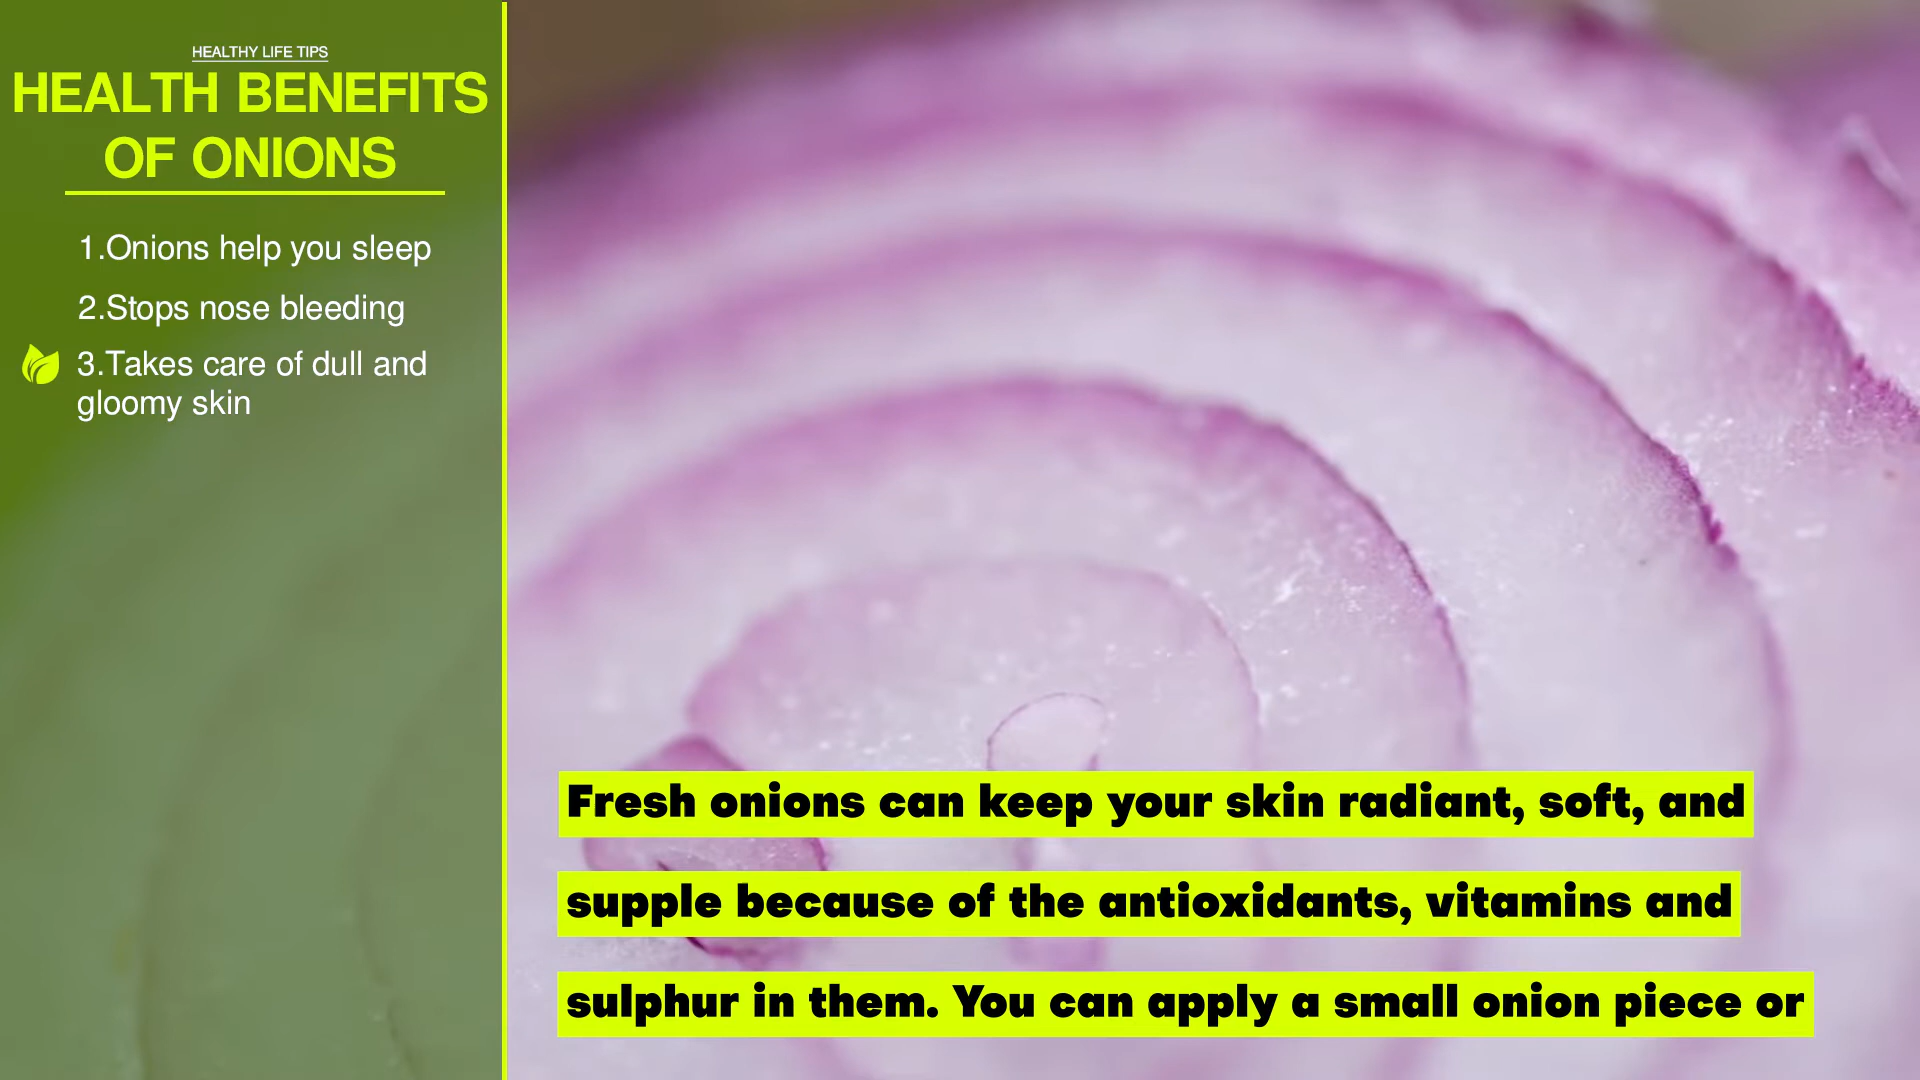 HEALTHY LIFE TIPS
HEALTH BENEFITS
OF ONIONS
1.Onions help you sleep
2.Stops nose bleeding
3.Takes care of dull and
gloomy skin
Fresh onions can keep your skin radiant, soft, and
supple because of the antioxidants, vitamins and
sulphur in them. You can apply a small onion piece or